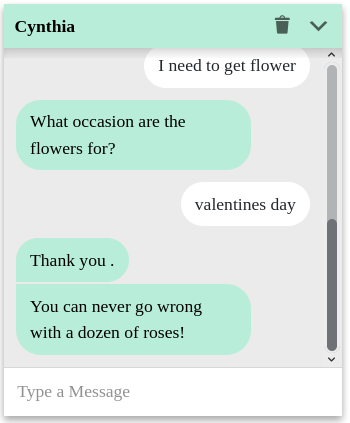 Cynthia
I need to get flower
What occasion are the
flowers for?
valentines day
Thank you .
You can never go wrong
with a dozen of roses!
Type a Message